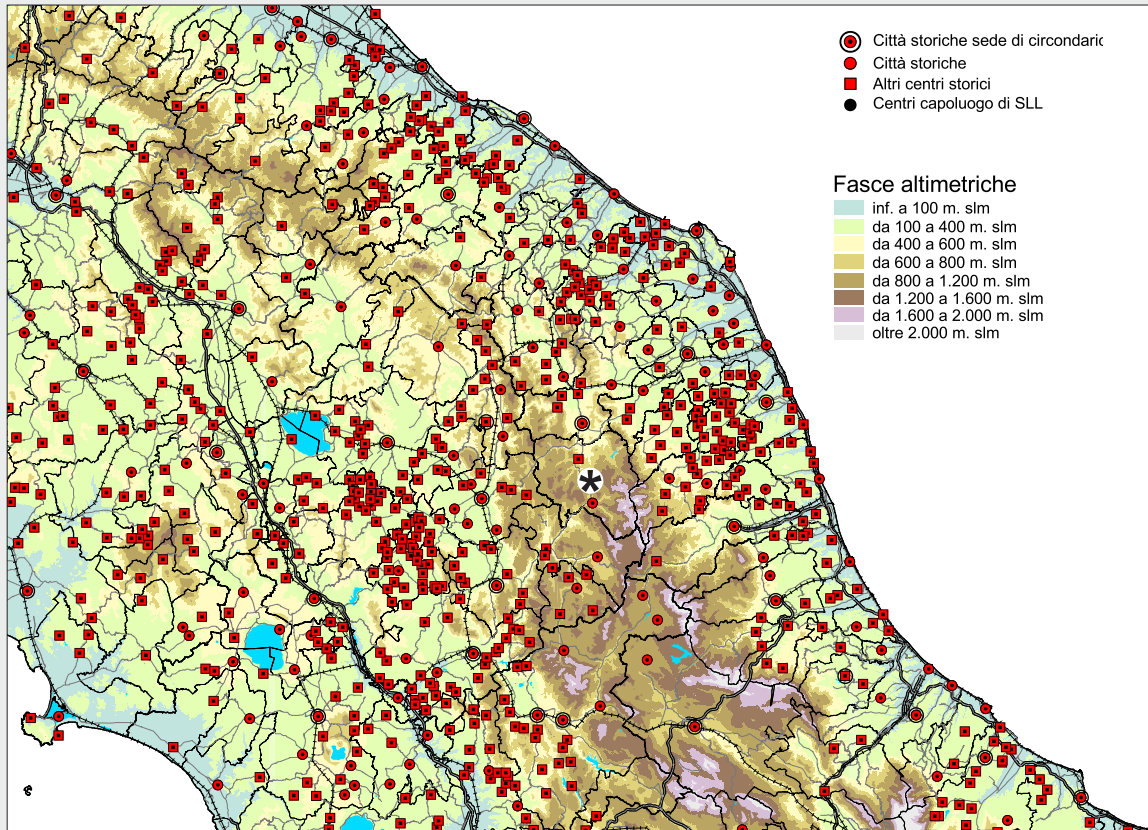 Città storiche sede di circondaric
Città storiche
Altri centri storici
Centri capoluogo di SLL
Fasce altimetriche
inf. a 100 m. slm
da 100 a 400 m. slm
da 400 a 600 m. slm
da 600 a 800 m. slm
da 800 a 1.200 m. slm
da 1.200 a 1.600 m. slm
da 1.600 a 2.000 m. slm
oltre 2.000 m. slm
*